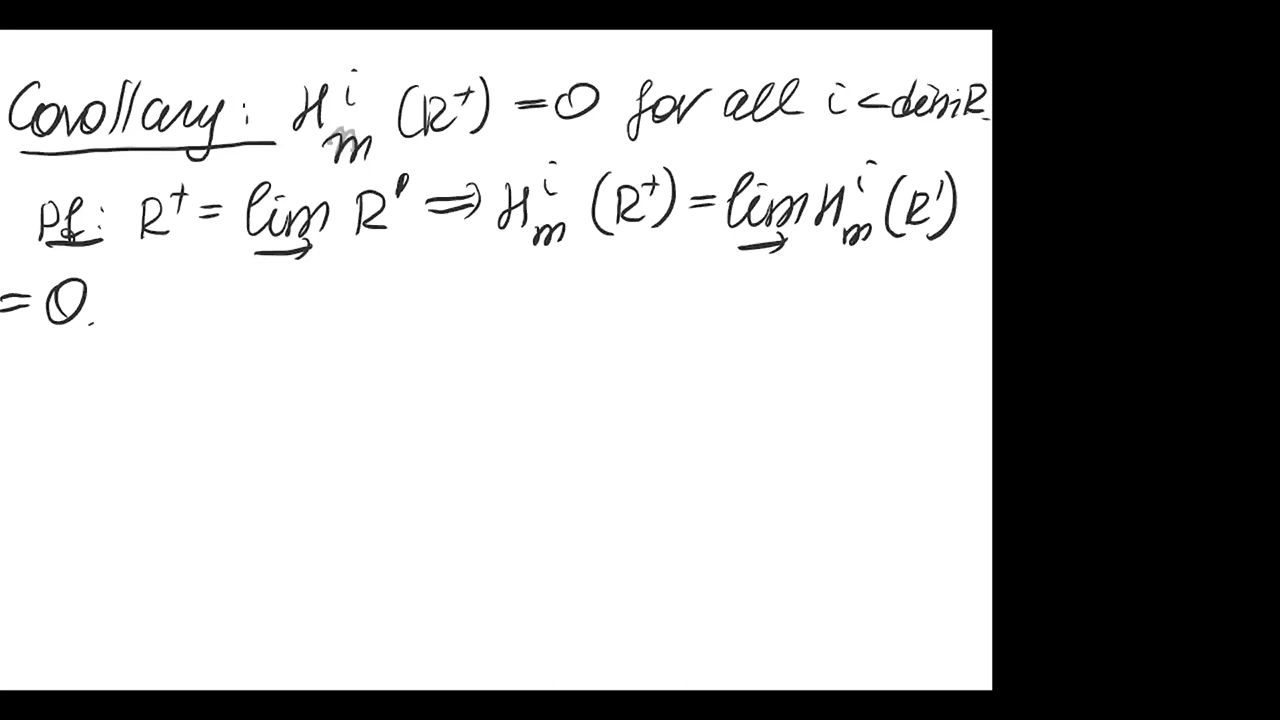 Corollary: H^i_m (R^+) = 0 for all i < dim R.
Pf: R^+ = lim→ R' ⟹ H^i_m (R^+) = lim→ H^i_m (R')
= 0.